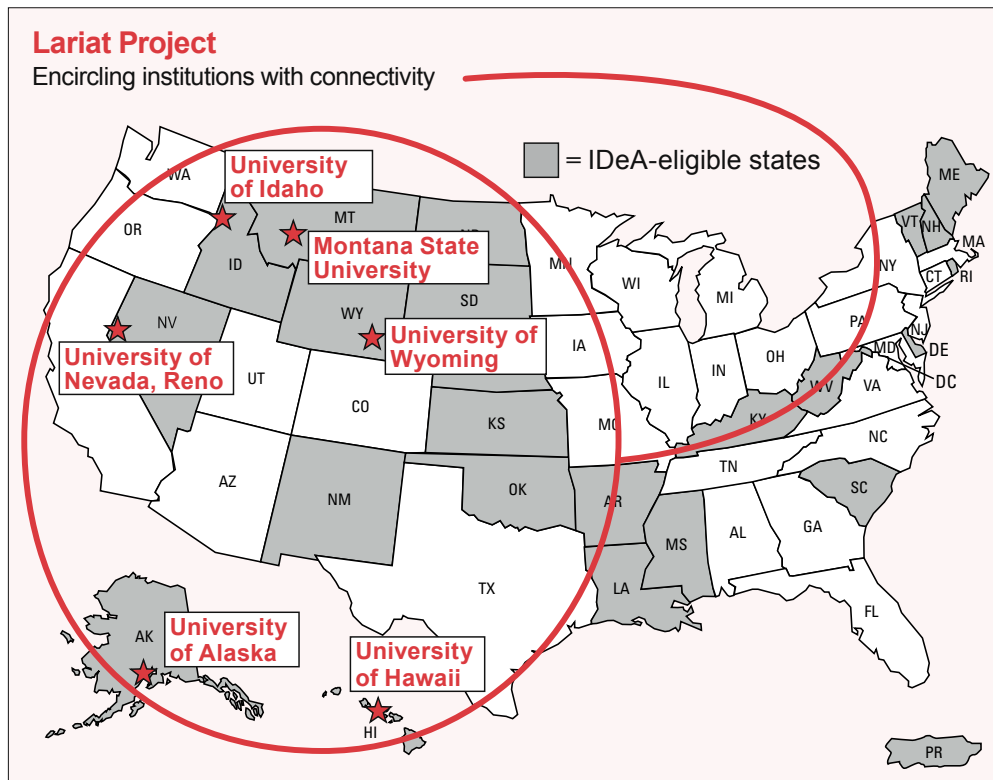 Lariat Project
Encircling institutions with connectivity
= IDeA-eligible states
WA
University
of Idaho
MT
ME
VT
NH
OR
MN
MA
NY
Montana State
University
ID
WI
CT
RI
SD
MI
NV
WY
PA
NJ
University of
Wyoming
IA
OH
MD
DE
University of
Nevada, Reno
UT
IL
IN
WV
DC
VA
CO
KS
MO
KY
NC
TN
AZ
NM
OK
AR
SC
MS
AL
GA
TX
LA
FL
University
of Alaska
AK
University
of Hawaii
HI
PR